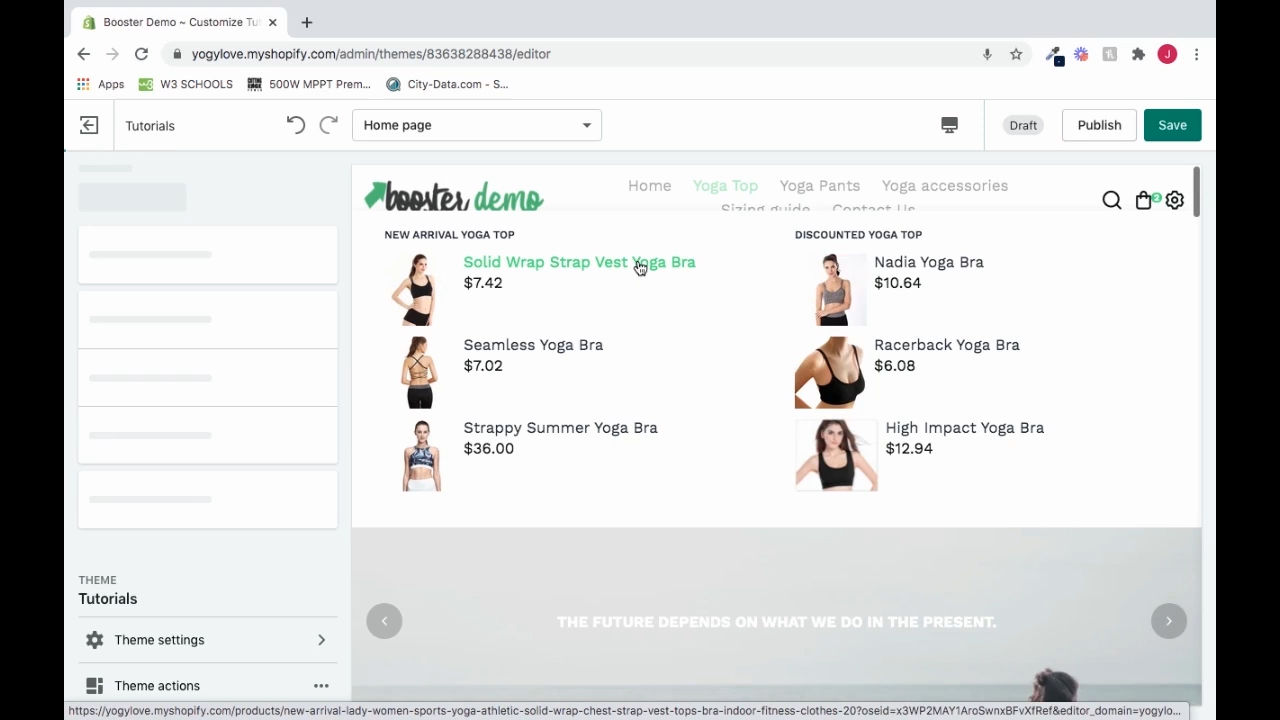 Booster Demo ~ Customize Tut
yogylove.myshopify.com/admin/themes/83638288438/editor
J
Apps W3 SCHOOLS 500W MPPT Prem... City-Data.com - S...
Tutorials Home page Draft Publish Save
booster demo
Home Yoga Top Yoga Pants Yoga accessories
Sizing guide Contact Us
2
NEW ARRIVAL YOGA TOP DISCOUNTED YOGA TOP
Solid Wrap Strap Vest Yoga Bra Nadia Yoga Bra
$7.42 $10.64
Seamless Yoga Bra Racerback Yoga Bra
$7.02 $6.08
Strappy Summer Yoga Bra High Impact Yoga Bra
$36.00 $12.94
THE FUTURE DEPENDS ON WHAT WE DO IN THE PRESENT.
THEME
Tutorials
Theme settings
Theme actions
https://yogylove.myshopify.com/products/new-arrival-lady-women-sports-yoga-athletic-solid-wrap-chest-strap-vest-tops-bra-indoor-fitness-clothes-20?oseid=x3WP2MAY1AroSwnxBFvXfRef&editor_domain=yogylo...